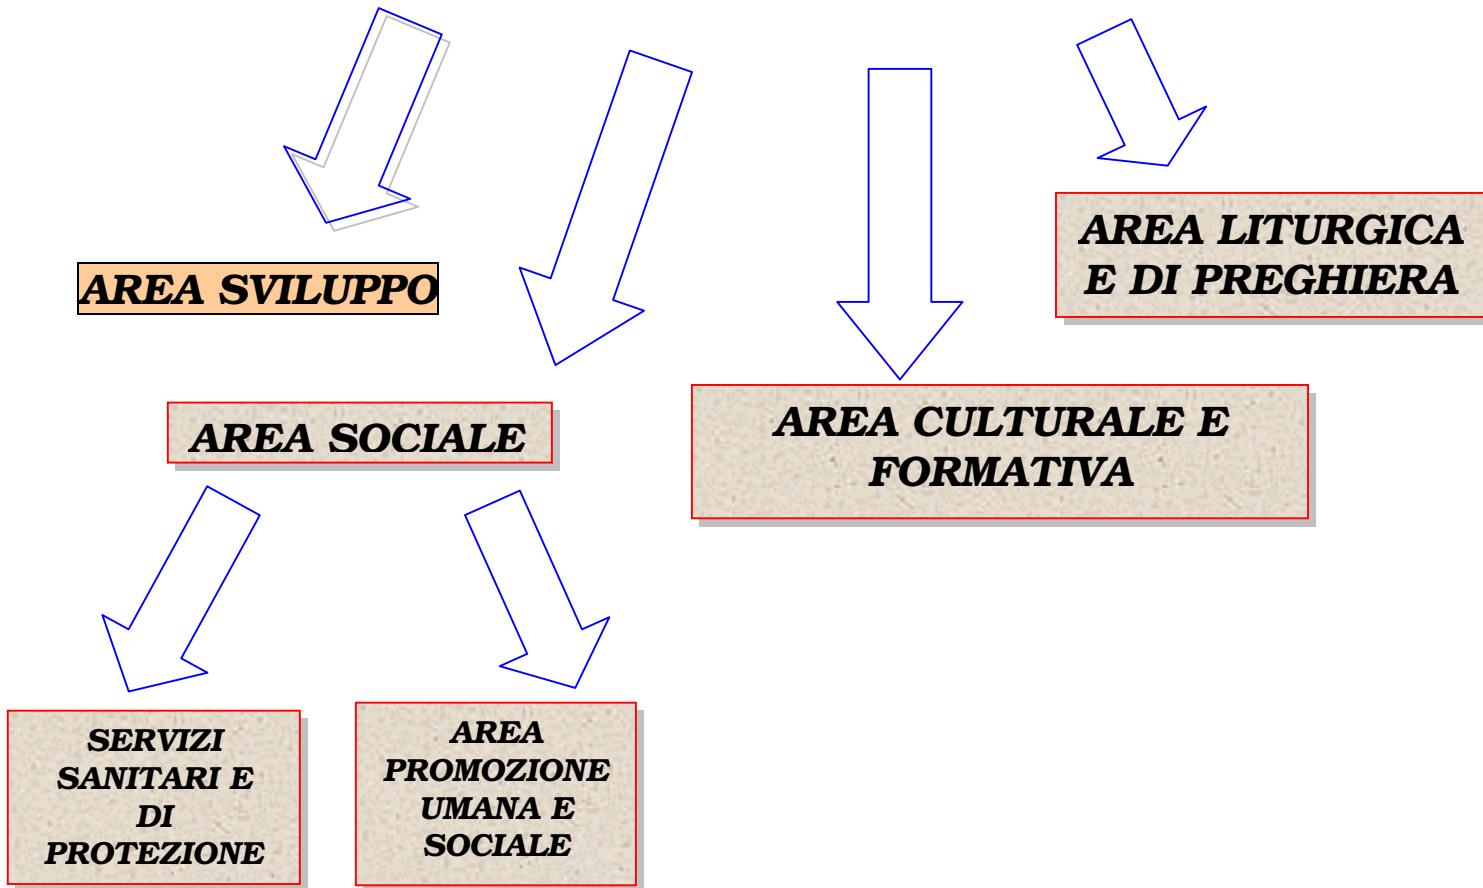 AREA LITURGICA
E DI PREGHIERA
AREA SVILUPPO
AREA SOCIALE
AREA CULTURALE E
FORMATIVA
SERVIZI
SANITARI E
DI
PROTEZIONE
AREA
PROMOZIONE
UMANA E
SOCIALE